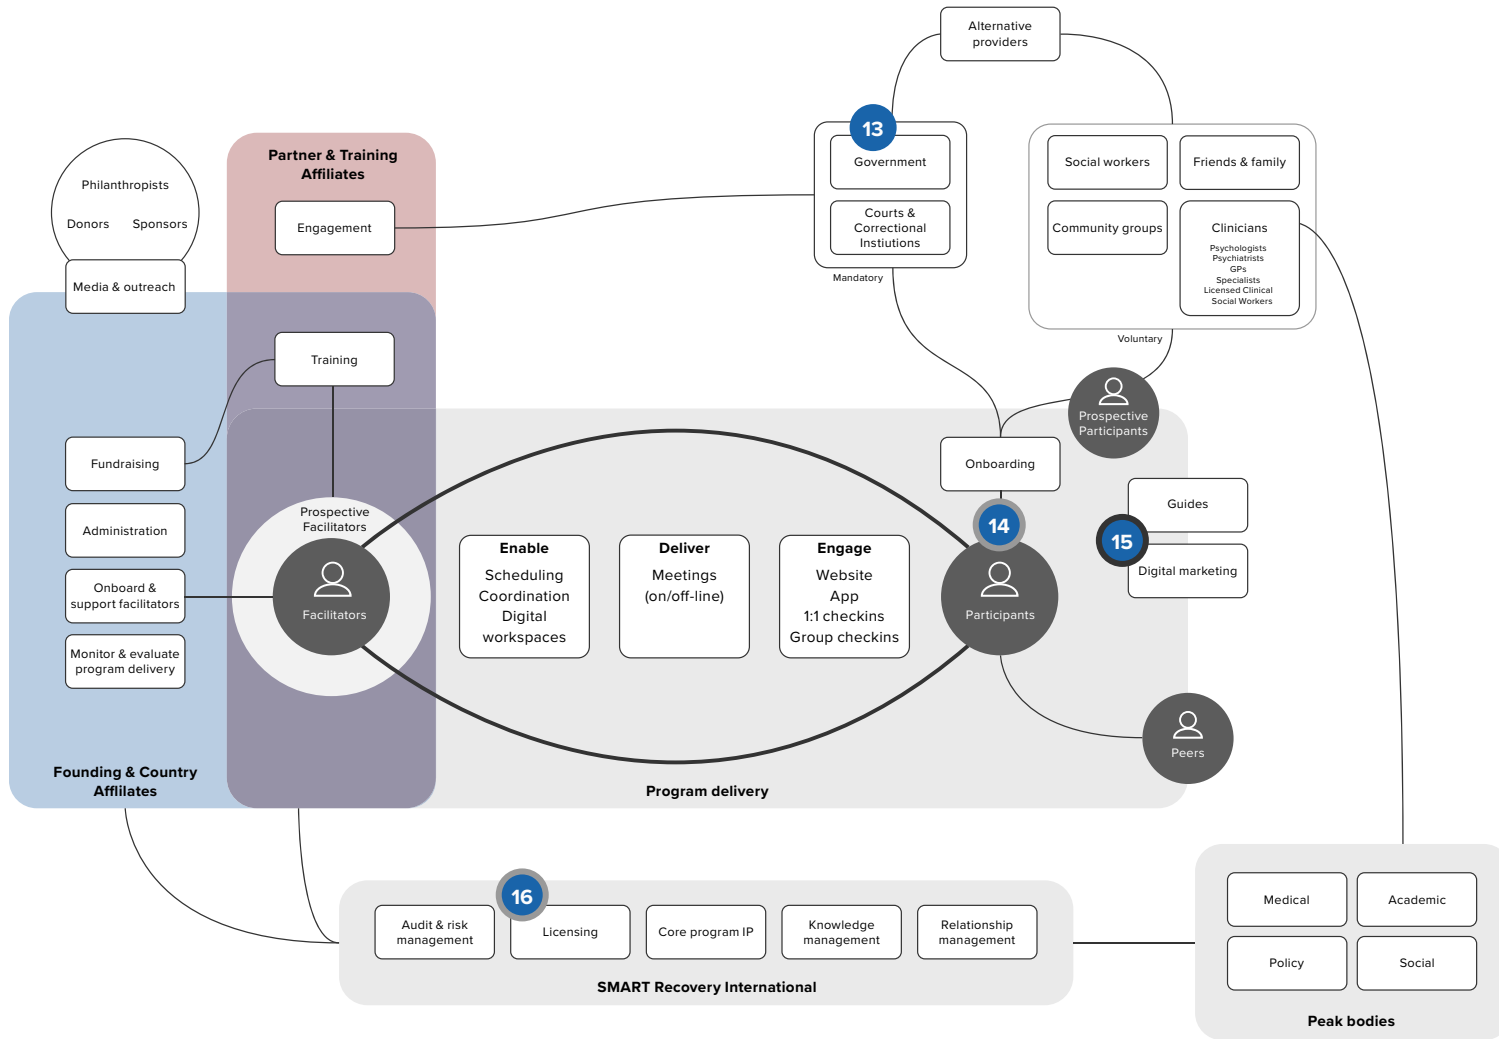 Alternative
providers
13
Government
Courts &
Correctional
Instiutions
Mandatory
Social workers
Friends & family
Community groups
Clinicians
Psychologists
Psychiatrists
GPs
Specialists
Licensed Clinical
Social Workers
Voluntary
Partner & Training
Affiliates
Engagement
Philanthropists
Donors
Sponsors
Media & outreach
Training
Fundraising
Administration
Onboard &
support facilitators
Monitor & evaluate
program delivery
Founding & Country
Afflilates
Prospective
Facilitators
Facilitators
Enable
Scheduling
Coordination
Digital
workspaces
Deliver
Meetings
(on/off-line)
Engage
Website
App
1:1 checkins
Group checkins
Prospective
Participants
Onboarding
14
Participants
Guides
15
Digital marketing
Peers
Program delivery
16
Audit & risk
management
Licensing
Core program IP
Knowledge
management
Relationship
management
SMART Recovery International
Medical
Academic
Policy
Social
Peak bodies